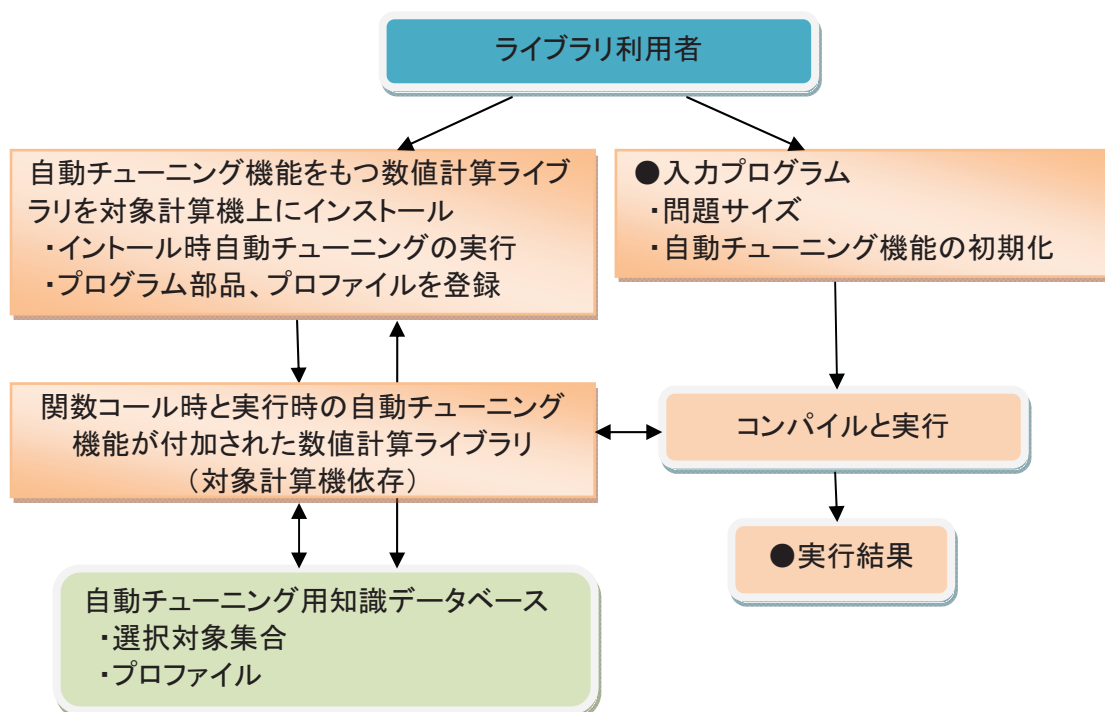 ライブラリ利用者
自動チューニング機能をもつ数値計算ライブ
ラリを対象計算機上にインストール
・イントール時自動チューニングの実行
・プログラム部品、プロファイルを登録
●入力プログラム
・問題サイズ
・自動チューニング機能の初期化
関数コール時と実行時の自動チューニング
機能が付加された数値計算ライブラリ
（対象計算機依存）
コンパイルと実行
●実行結果
自動チューニング用知識データベース
・選択対象集合
・プロファイル